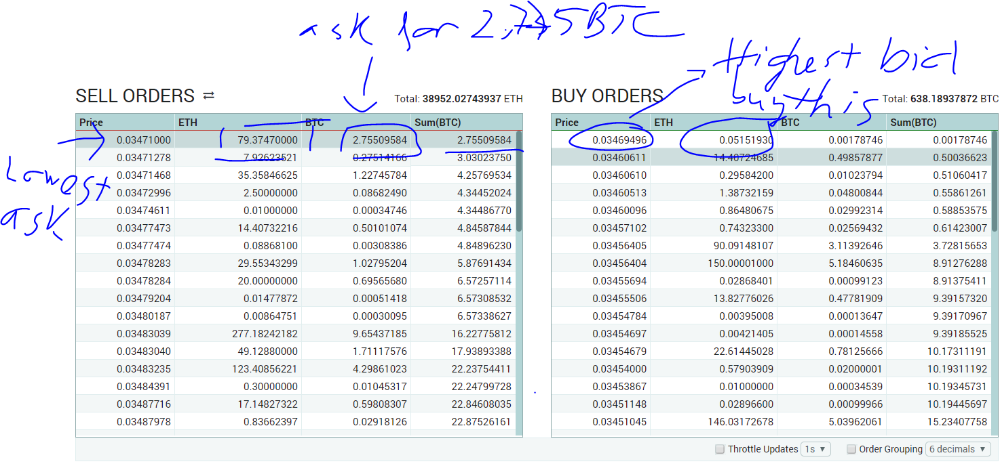 ask for 2.75 BTC
Highest bid
buy this
Lowest
ask
SELL ORDERS ⇄ Total: 38952.02743937 ETH
Price ETH BTC Sum(BTC)
0.03471000 79.37470000 2.75509584 2.75509584
0.03471278 7.92623521 0.27514166 3.03023750
0.03471468 35.35846625 1.22745784 4.25769534
0.03472996 2.50000000 0.08682490 4.34452024
0.03474611 0.01000000 0.00034746 4.34486770
0.03477473 14.40732216 0.50101074 4.84587844
0.03477474 0.08868100 0.00308386 4.84896230
0.03478283 29.55343299 1.02795204 5.87691434
0.03478284 20.00000000 0.69565680 6.57257114
0.03479204 0.01477872 0.00051418 6.57308532
0.03480187 0.00864751 0.00030095 6.57338627
0.03483039 277.18242182 9.65437185 16.22775812
0.03483040 49.12880000 1.71117576 17.93893388
0.03483235 123.40856221 4.29861023 22.23754411
0.03484391 0.30000000 0.01045317 22.24799728
0.03487716 17.14827322 0.59808307 22.84608035
0.03487978 0.83662397 0.02918126 22.87526161
BUY ORDERS Total: 638.18937872 BTC
Price ETH BTC Sum(BTC)
0.03469496 0.05151930 0.00178746 0.00178746
0.03460611 14.40724685 0.49857877 0.50036623
0.03460610 0.29584200 0.01023794 0.51060417
0.03460513 1.38732159 0.04800844 0.55861261
0.03460096 0.86480675 0.02992314 0.58853575
0.03457102 0.74323300 0.02569432 0.61423007
0.03456405 90.09148107 3.11392646 3.72815653
0.03456404 150.00001000 5.18460635 8.91276288
0.03455694 0.02868401 0.00099123 8.91375411
0.03455506 13.82776026 0.47781909 9.39157320
0.03454784 0.00395008 0.00013647 9.39170967
0.03454697 0.00421405 0.00014558 9.39185525
0.03454679 22.61445028 0.78125666 10.17311191
0.03454000 0.57903909 0.02000001 10.19311192
0.03453867 0.01000000 0.00034539 10.19345731
0.03451148 0.02896600 0.00099966 10.19445697
0.03451045 146.03172678 5.03962061 15.23407758
Throttle Updates 1s ▼ Order Grouping 6 decimals ▼